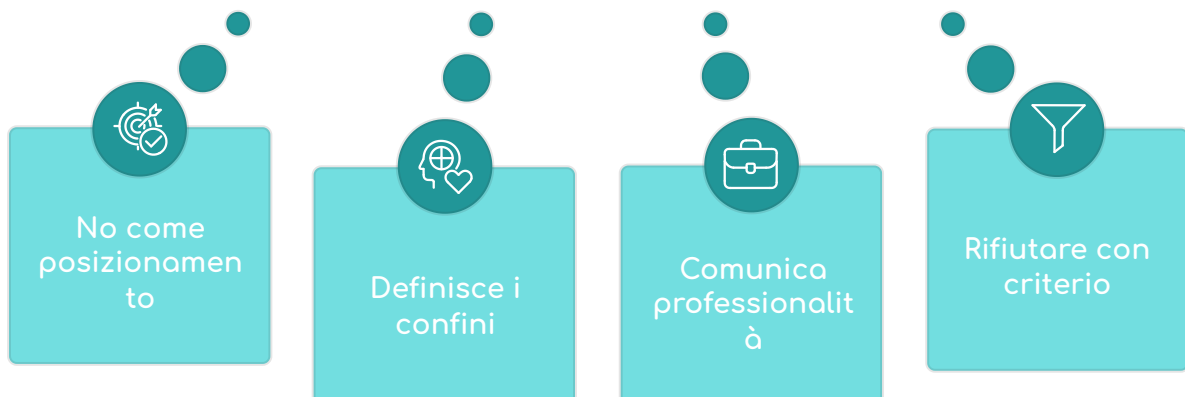 No come
posizionamen
to
Definisce i
confini
Comunica
professionalit
à
Rifiutare con
criterio